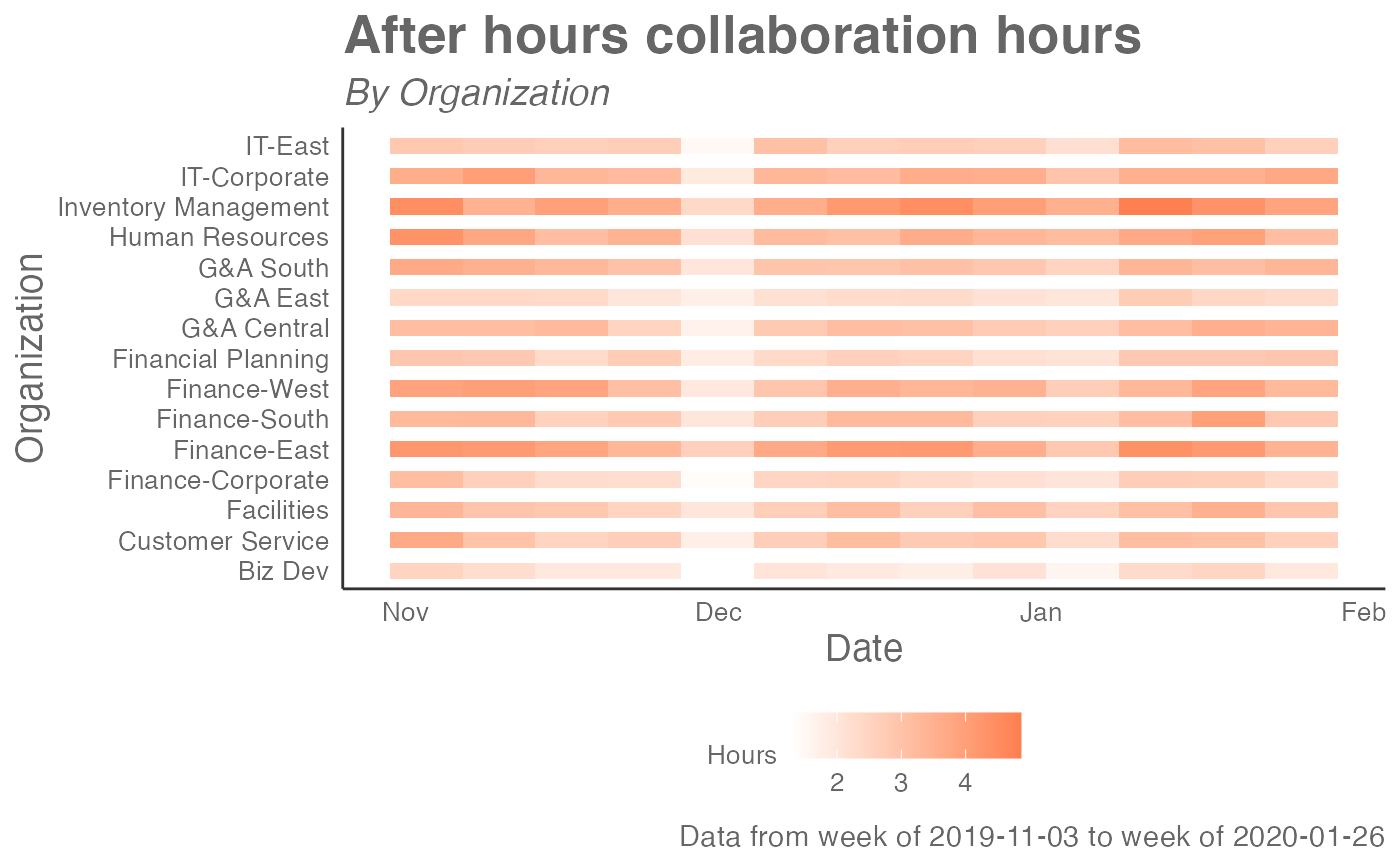 After hours collaboration hours
By Organization
Organization
IT-East
IT-Corporate
Inventory Management
Human Resources
G&A South
G&A East
G&A Central
Financial Planning
Finance-West
Finance-South
Finance-East
Finance-Corporate
Facilities
Customer Service
Biz Dev
Nov Dec Jan Feb
Date
Hours
2 3 4
Data from week of 2019-11-03 to week of 2020-01-26